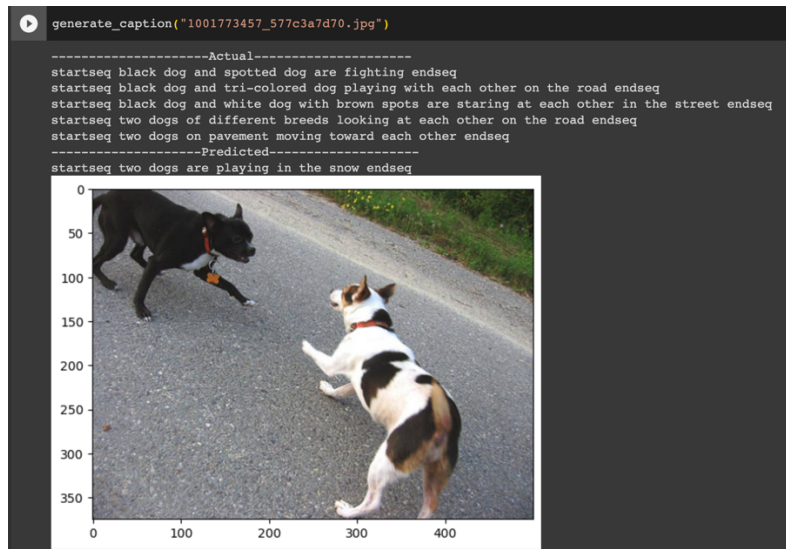 generate_caption("1001773457_577c3a7d70.jpg")
---------------------Actual---------------------
startseq black dog and spotted dog are fighting endseq
startseq black dog and tri-colored dog playing with each other on the road endseq
startseq black dog and white dog with brown spots are staring at each other in the street endseq
startseq two dogs of different breeds looking at each other on the road endseq
startseq two dogs on pavement moving toward each other endseq
--------------------Predicted--------------------
startseq two dogs are playing in the snow endseq
0
50
100
150
200
250
300
350
0 100 200 300 400